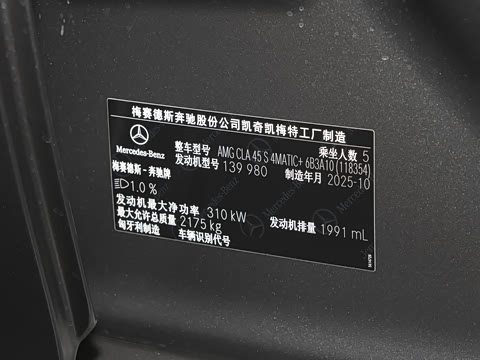 梅赛德斯奔驰股份公司凯奇凯梅特工厂制造
Mercedes-Benz
整车型号 AMG CLA 45 S 4MATIC+ 6B3A10 (118354) 乘坐人数 5
发动机型号 139 980 制造年月 2025-10
梅赛德斯-奔驰牌
1.0 %
发动机最大净功率 310 kW
最大允许总质量 2175 kg 发动机排量 1991 mL
匈牙利制造 车辆识别代号